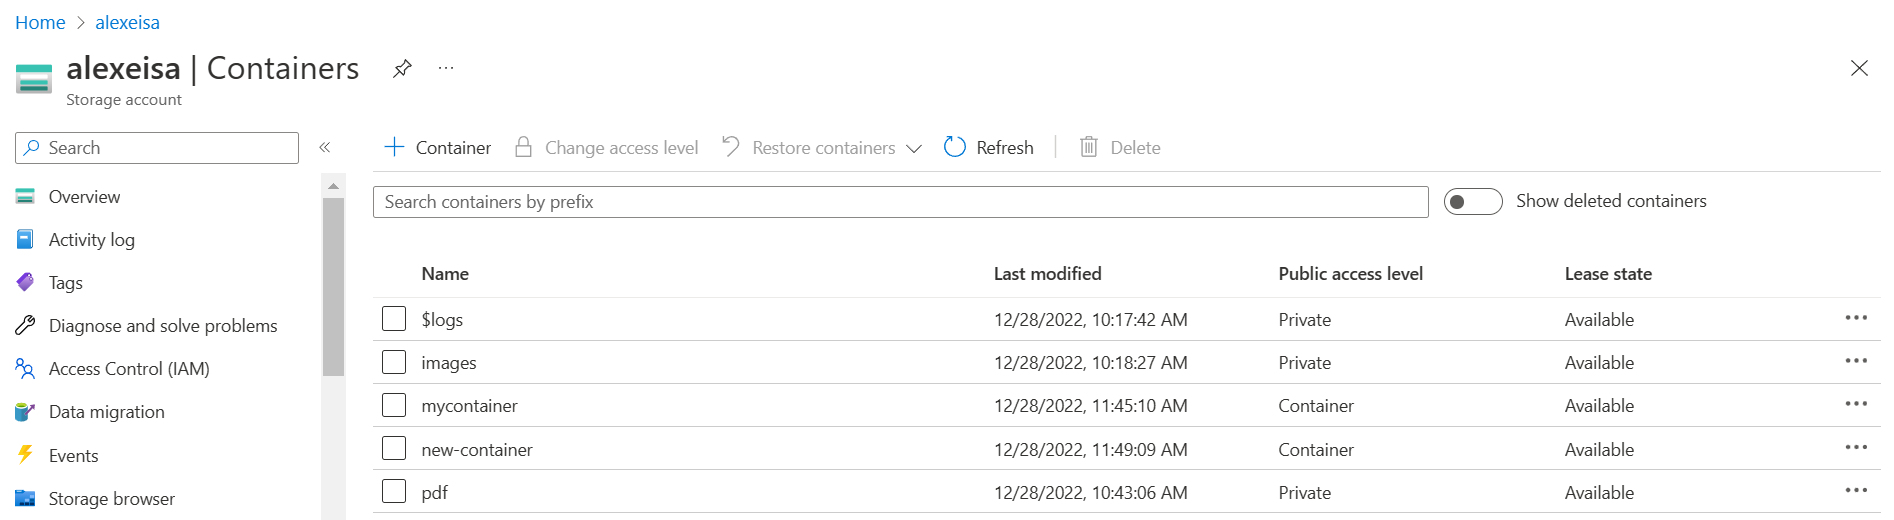 Home > alexeisa
alexeisa | Containers
Storage account
Search
Overview
Activity log
Tags
Diagnose and solve problems
Access Control (IAM)
Data migration
Events
Storage browser
Container Change access level Restore containers Refresh Delete
Search containers by prefix Show deleted containers
Name Last modified Public access level Lease state
$logs 12/28/2022, 10:17:42 AM Private Available
images 12/28/2022, 10:18:27 AM Private Available
mycontainer 12/28/2022, 11:45:10 AM Container Available
new-container 12/28/2022, 11:49:09 AM Container Available
pdf 12/28/2022, 10:43:06 AM Private Available